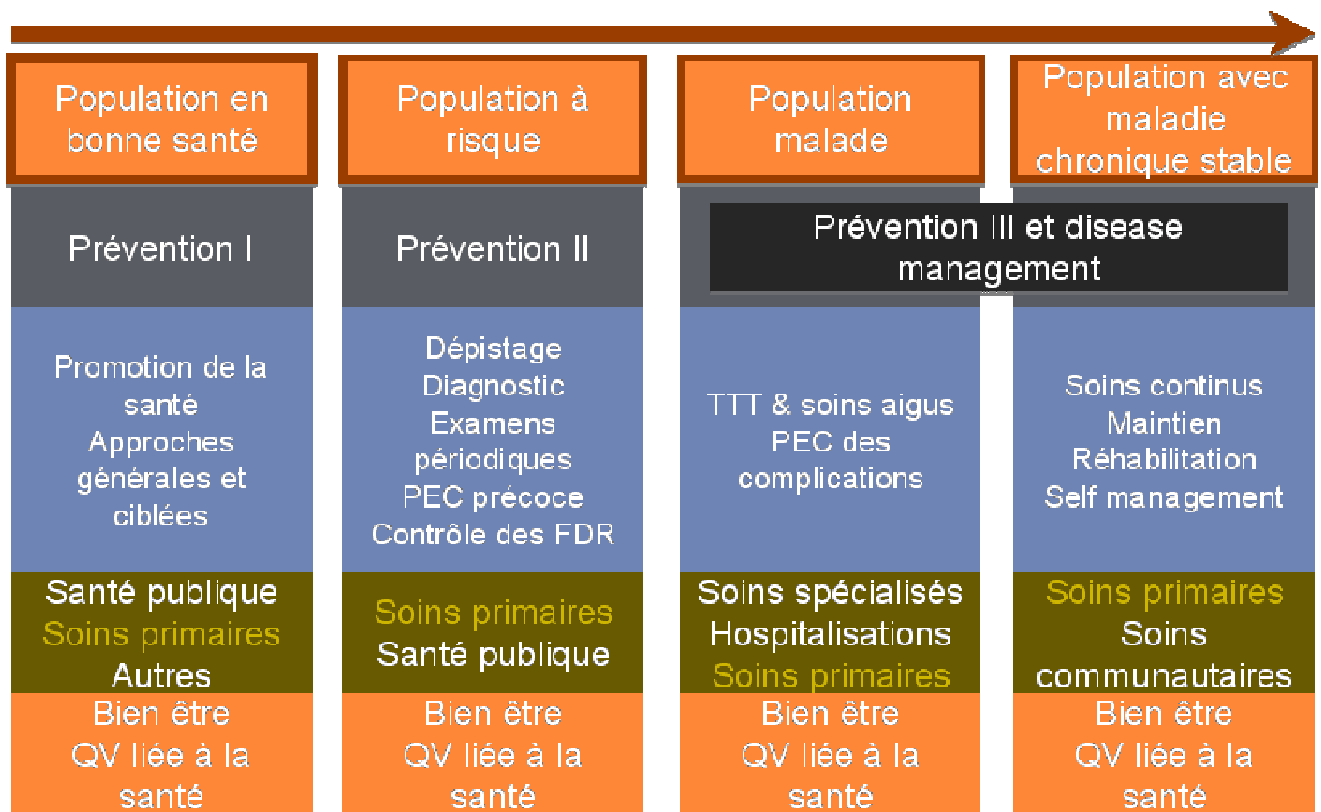 Population en
bonne santé
Population à
risque
Population
malade
Population avec
maladie
chronique stable
Prévention I
Prévention II
Prévention III et disease
management
Promotion de la
santé
Approches
générales et
ciblées
Dépistage
Diagnostic
Examens
périodiques
PEC précoce
Contrôle des FDR
TTT & soins aigus
PEC des
complications
Soins continus
Maintien
Réhabilitation
Self management
Santé publique
Soins primaires
Autres
Soins primaires
Santé publique
Soins spécialisés
Hospitalisations
Soins primaires
Soins primaires
Soins
communautaires
Bien être
QV liée à la
santé
Bien être
QV liée à la
santé
Bien être
QV liée à la
santé
Bien être
QV liée à la
santé